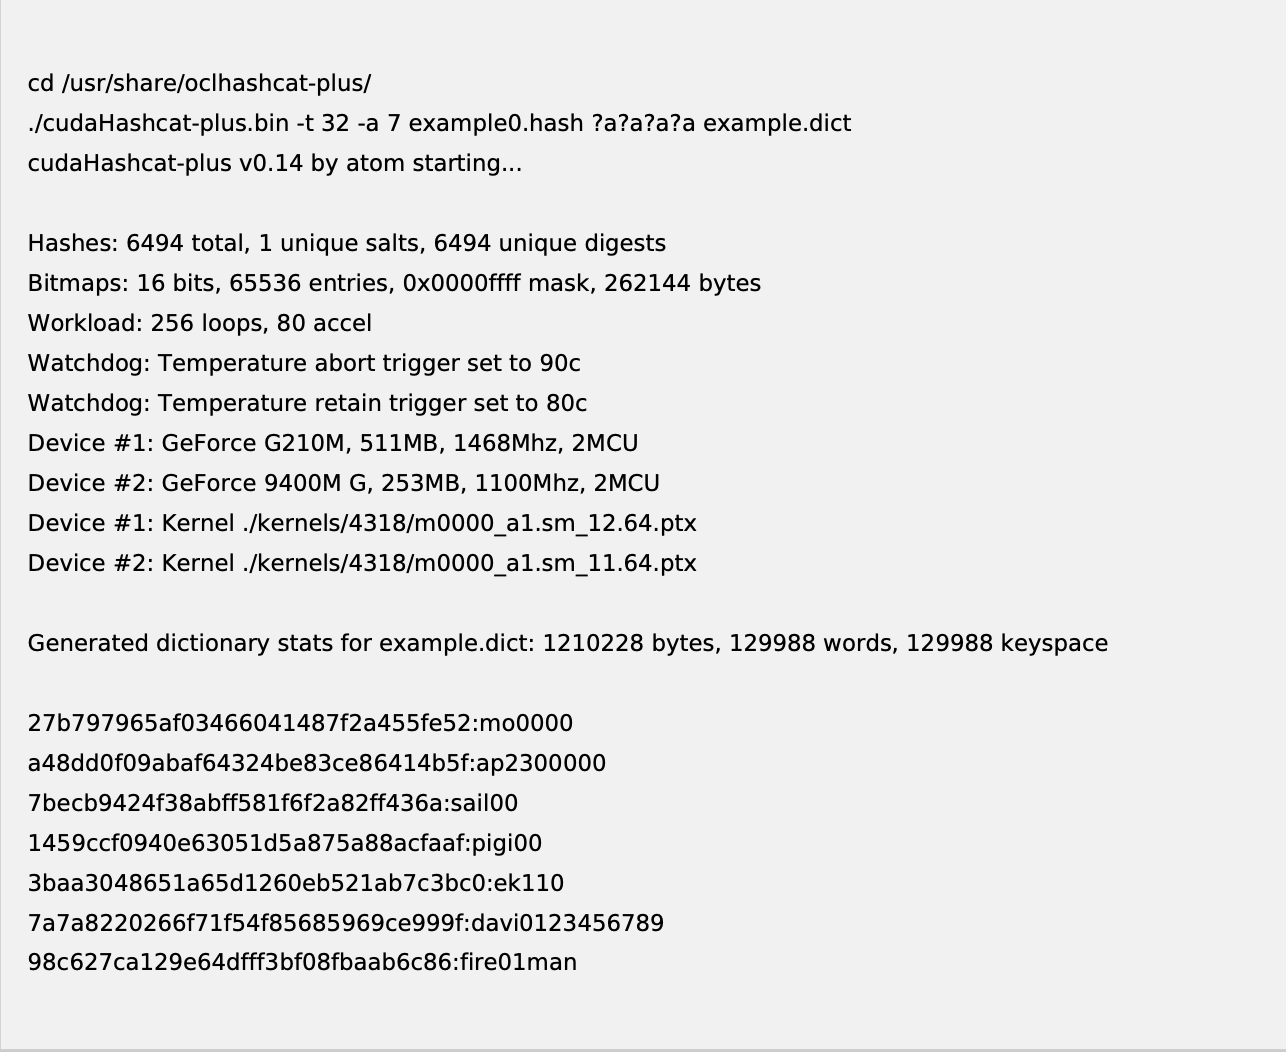 cd /usr/share/oclhashcat-plus/
./cudaHashcat-plus.bin -t 32 -a 7 example0.hash ?a?a?a?a example.dict
cudaHashcat-plus v0.14 by atom starting...
Hashes: 6494 total, 1 unique salts, 6494 unique digests
Bitmaps: 16 bits, 65536 entries, 0x0000ffff mask, 262144 bytes
Workload: 256 loops, 80 accel
Watchdog: Temperature abort trigger set to 90c
Watchdog: Temperature retain trigger set to 80c
Device #1: GeForce G210M, 511MB, 1468Mhz, 2MCU
Device #2: GeForce 9400M G, 253MB, 1100Mhz, 2MCU
Device #1: Kernel ./kernels/4318/m0000_a1.sm_12.64.ptx
Device #2: Kernel ./kernels/4318/m0000_a1.sm_11.64.ptx
Generated dictionary stats for example.dict: 1210228 bytes, 129988 words, 129988 keyspace
27b797965af03466041487f2a455fe52:mo0000
a48dd0f09abaf64324be83ce86414b5f:ap2300000
7becb9424f38abff581f6f2a82ff436a:sail00
1459ccf0940e63051d5a875a88acfaaf:pigi00
3baa3048651a65d1260eb521ab7c3bc0:ek110
7a7a8220266f71f54f85685969ce999f:davi0123456789
98c627ca129e64dfff3bf08fbaab6c86:fire01man